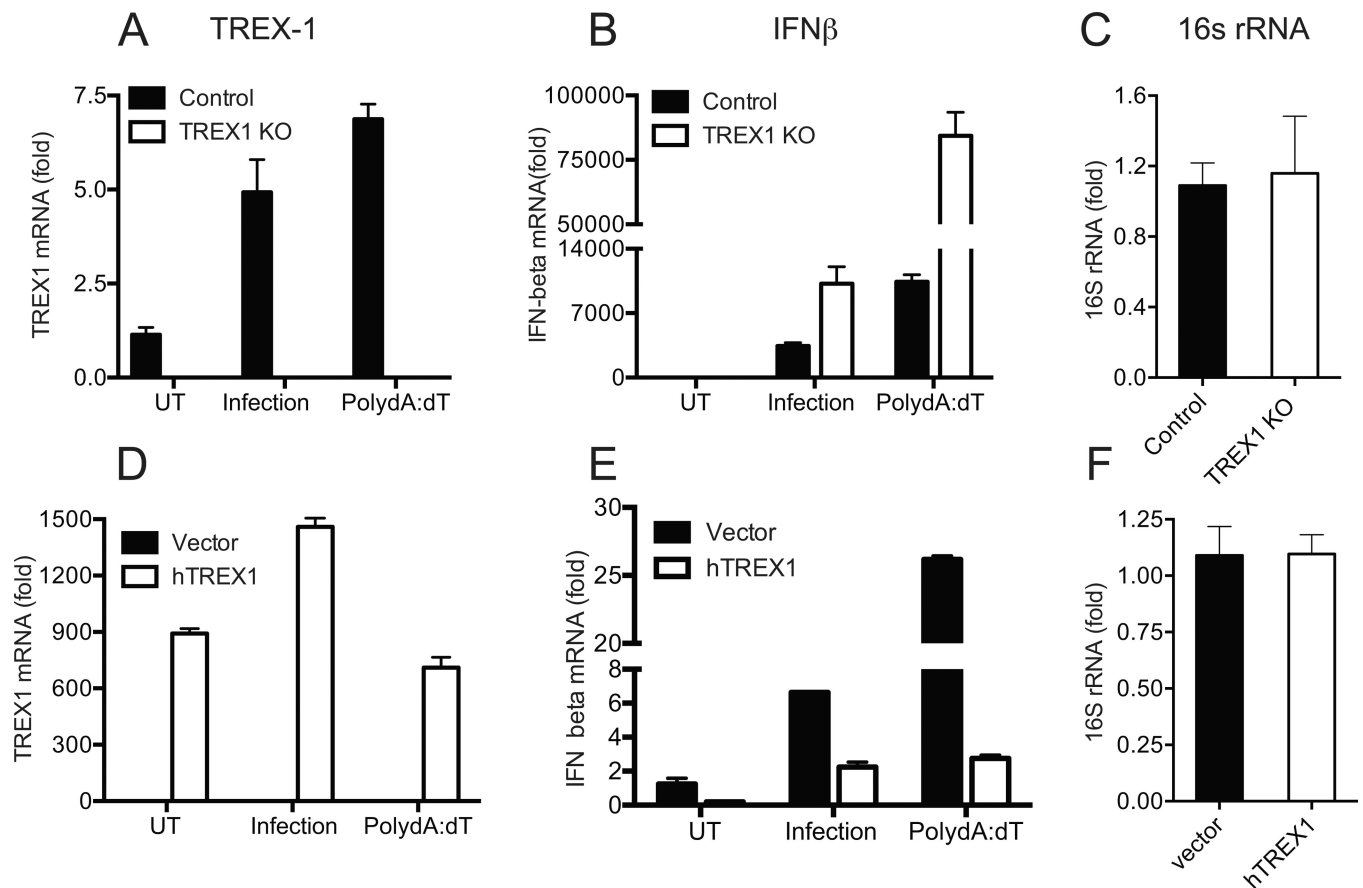 A TREX-1
B IFNβ
C 16s rRNA
TREX1 mRNA (fold)
7.5
5.0
2.5
0.0
Control
TREX1 KO
UT Infection PolydA:dT
IFN-beta mRNA(fold)
100000
75000
50000
14000
7000
0
Control
TREX1 KO
UT Infection PolydA:dT
16S rRNA (fold)
1.6
1.2
0.8
0.4
0.0
Control
TREX1 KO
D
TREX1 mRNA (fold)
1500
1200
900
600
300
0
Vector
hTREX1
UT Infection PolydA:dT
E
IFN beta mRNA (fold)
30
25
20
8
6
4
2
0
Vector
hTREX1
UT Infection PolydA:dT
F
16S rRNA (fold)
1.25
1.00
0.75
0.50
0.25
0.00
vector
hTREX1